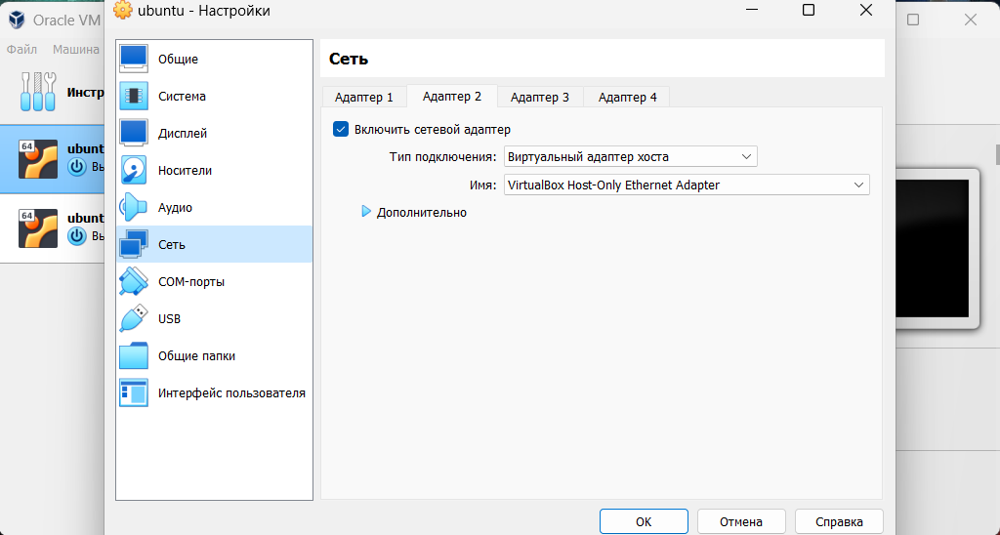 ubuntu - Настройки
Oracle VM
Файл Машина
Инстр
64
ubunt
Вы
64
ubunt
Вы
Общие
Система
Дисплей
Носители
Аудио
Сеть
COM-порты
USB
Общие папки
Интерфейс пользователя
Сеть
Адаптер 1 Адаптер 2 Адаптер 3 Адаптер 4
Включить сетевой адаптер
Тип подключения: Виртуальный адаптер хоста
Имя: VirtualBox Host-Only Ethernet Adapter
Дополнительно
OK Отмена Справка